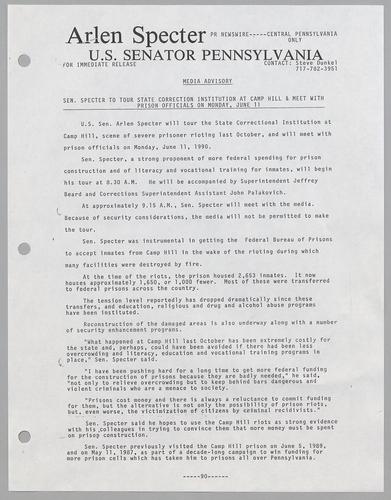 Arlen Specter PR NEWSWIRE-----CENTRAL PENNSYLVANIA
ONLY
U.S. SENATOR PENNSYLVANIA
FOR IMMEDIATE RELEASE CONTACT: Steve Dunkel
717-782-3951
MEDIA ADVISORY
SEN. SPECTER TO TOUR STATE CORRECTION INSTITUTION AT CAMP HILL & MEET WITH
PRISON OFFICIALS ON MONDAY, JUNE 11
U.S. Sen. Arlen Specter will tour the State Correctional Institution at
Camp Hill, scene of severe prisoner rioting last October, and will meet with
prison officials on Monday, June 11, 1990.
Sen. Specter, a strong proponent of more federal spending for prison
construction and of literacy and vocational training for inmates, will begin
his tour at 8.30 A.M. He will be accompanied by Superintendent Jeffrey
Beard and Corrections Superintendent Assistant John Palakovich.
At approximately 9.15 A.M., Sen. Specter will meet with the media.
Because of security considerations, the media will not be permitted to make
the tour.
Sen. Specter was instrumental in getting the Federal Bureau of Prisons
to accept inmates from Camp Hill in the wake of the rioting during which
many facilities were destroyed by fire.
At the time of the riots, the prison housed 2,653 inmates. It now
houses approximately 1,650, or 1,000 fewer. Most of these were transferred
to federal prisons across the country.
The tension level reportedly has dropped dramatically since these
transfers, and education, religious and drug and alcohol abuse programs
have been instituted.
Reconstruction of the damaged areas is also underway along with a number
of security enhancement programs.
"What happened at Camp Hill last October has been extremely costly for
the state and, perhaps, could have been avoided if there had been less
overcrowding and literacy, education and vocational training programs in
place," Sen. Specter said.
"I have been pushing hard for a long time to get more federal funding
for the construction of prisons because they are badly needed," he said,
"not only to relieve overcrowding but to keep behind bars dangerous and
violent criminals who are a menace to society.
"Prisons cost money and there is always a reluctance to commit funding
for them, but the alternative is not only the possibility of prison riots,
but, even worse, the victimization of citizens by criminal recidivists."
Sen. Specter said he hopes to use the Camp Hill riots as strong evidence
with his colleagues in trying to convince them that more money must be spent
on prison construction.
Sen. Specter previously visited the Camp Hill prison on June 5, 1989,
and on May 11, 1987, as part of a decade-long campaign to win funding for
more prison cells which has taken him to prisons all over Pennsylvania.
-----90------